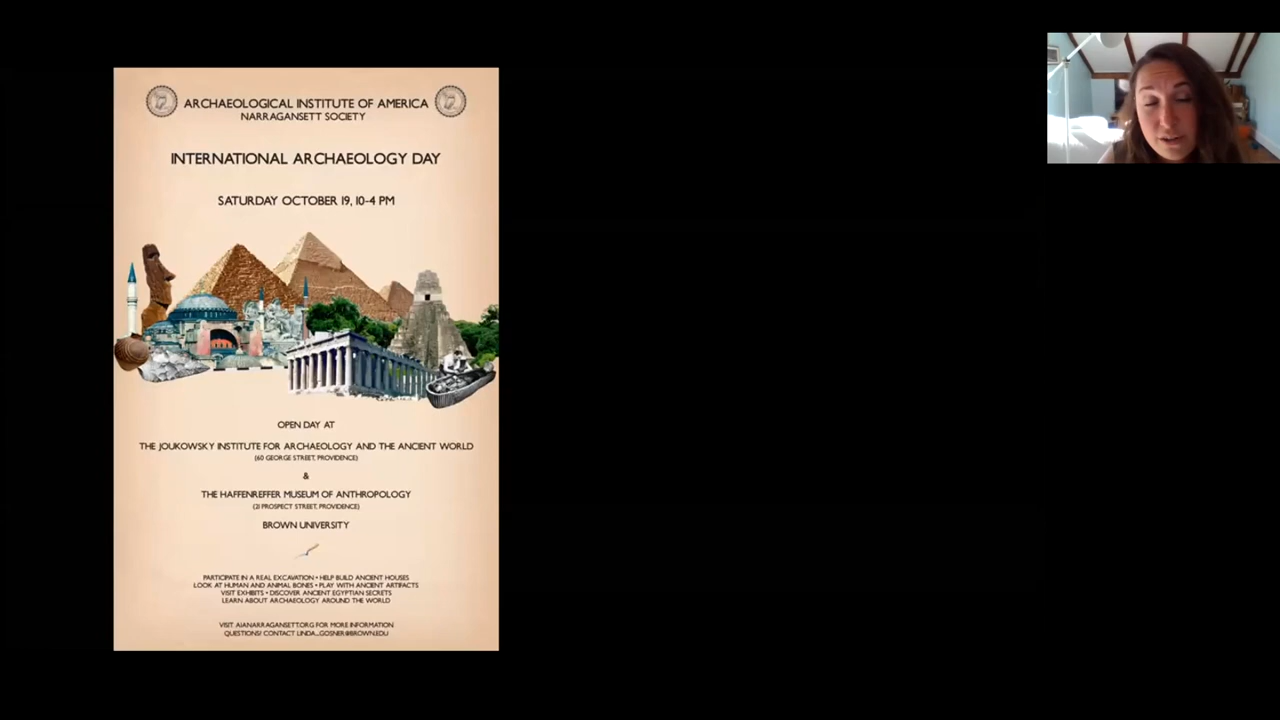 ARCHAEOLOGICAL INSTITUTE OF AMERICA
NARRAGANSETT SOCIETY
INTERNATIONAL ARCHAEOLOGY DAY
SATURDAY OCTOBER 19, 10-4 PM
OPEN DAY AT
THE JOUKOWSKY INSTITUTE FOR ARCHAEOLOGY AND THE ANCIENT WORLD
(60 GEORGE STREET, PROVIDENCE)
&
THE HAFFENREFFER MUSEUM OF ANTHROPOLOGY
(21 PROSPECT STREET, PROVIDENCE)
BROWN UNIVERSITY
PARTICIPATE IN A REAL EXCAVATION • HELP BUILD ANCIENT HOUSES
LOOK AT HUMAN AND ANIMAL BONES • PLAY WITH ANCIENT ARTIFACTS
VISIT EXHIBITS • DISCOVER ANCIENT EGYPTIAN SECRETS
LEARN ABOUT ARCHAEOLOGY AROUND THE WORLD
VISIT AIANARRAGANSETT.ORG FOR MORE INFORMATION
QUESTIONS? CONTACT LINDA_GOSNER@BROWN.EDU